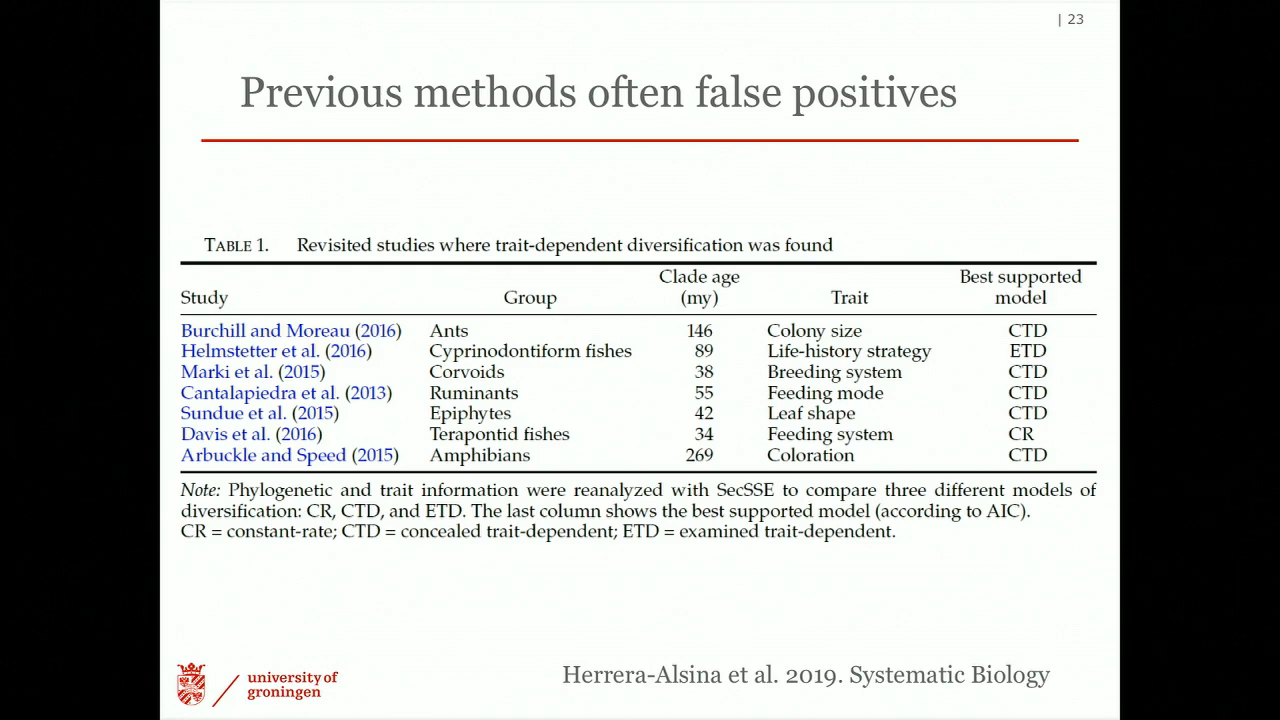 | 23
Previous methods often false positives
TABLE 1. Revisited studies where trait-dependent diversification was found
Study Group Clade age (my) Trait Best supported model
Burchill and Moreau (2016) Ants 146 Colony size CTD
Helmstetter et al. (2016) Cyprinodontiform fishes 89 Life-history strategy ETD
Marki et al. (2015) Corvoids 38 Breeding system CTD
Cantalapiedra et al. (2013) Ruminants 55 Feeding mode CTD
Sundue et al. (2015) Epiphytes 42 Leaf shape CTD
Davis et al. (2016) Terapontid fishes 34 Feeding system CR
Arbuckle and Speed (2015) Amphibians 269 Coloration CTD
Note: Phylogenetic and trait information were reanalyzed with SecSSE to compare three different models of
diversification: CR, CTD, and ETD. The last column shows the best supported model (according to AIC).
CR = constant-rate; CTD = concealed trait-dependent; ETD = examined trait-dependent.
university of
groningen
Herrera-Alsina et al. 2019. Systematic Biology